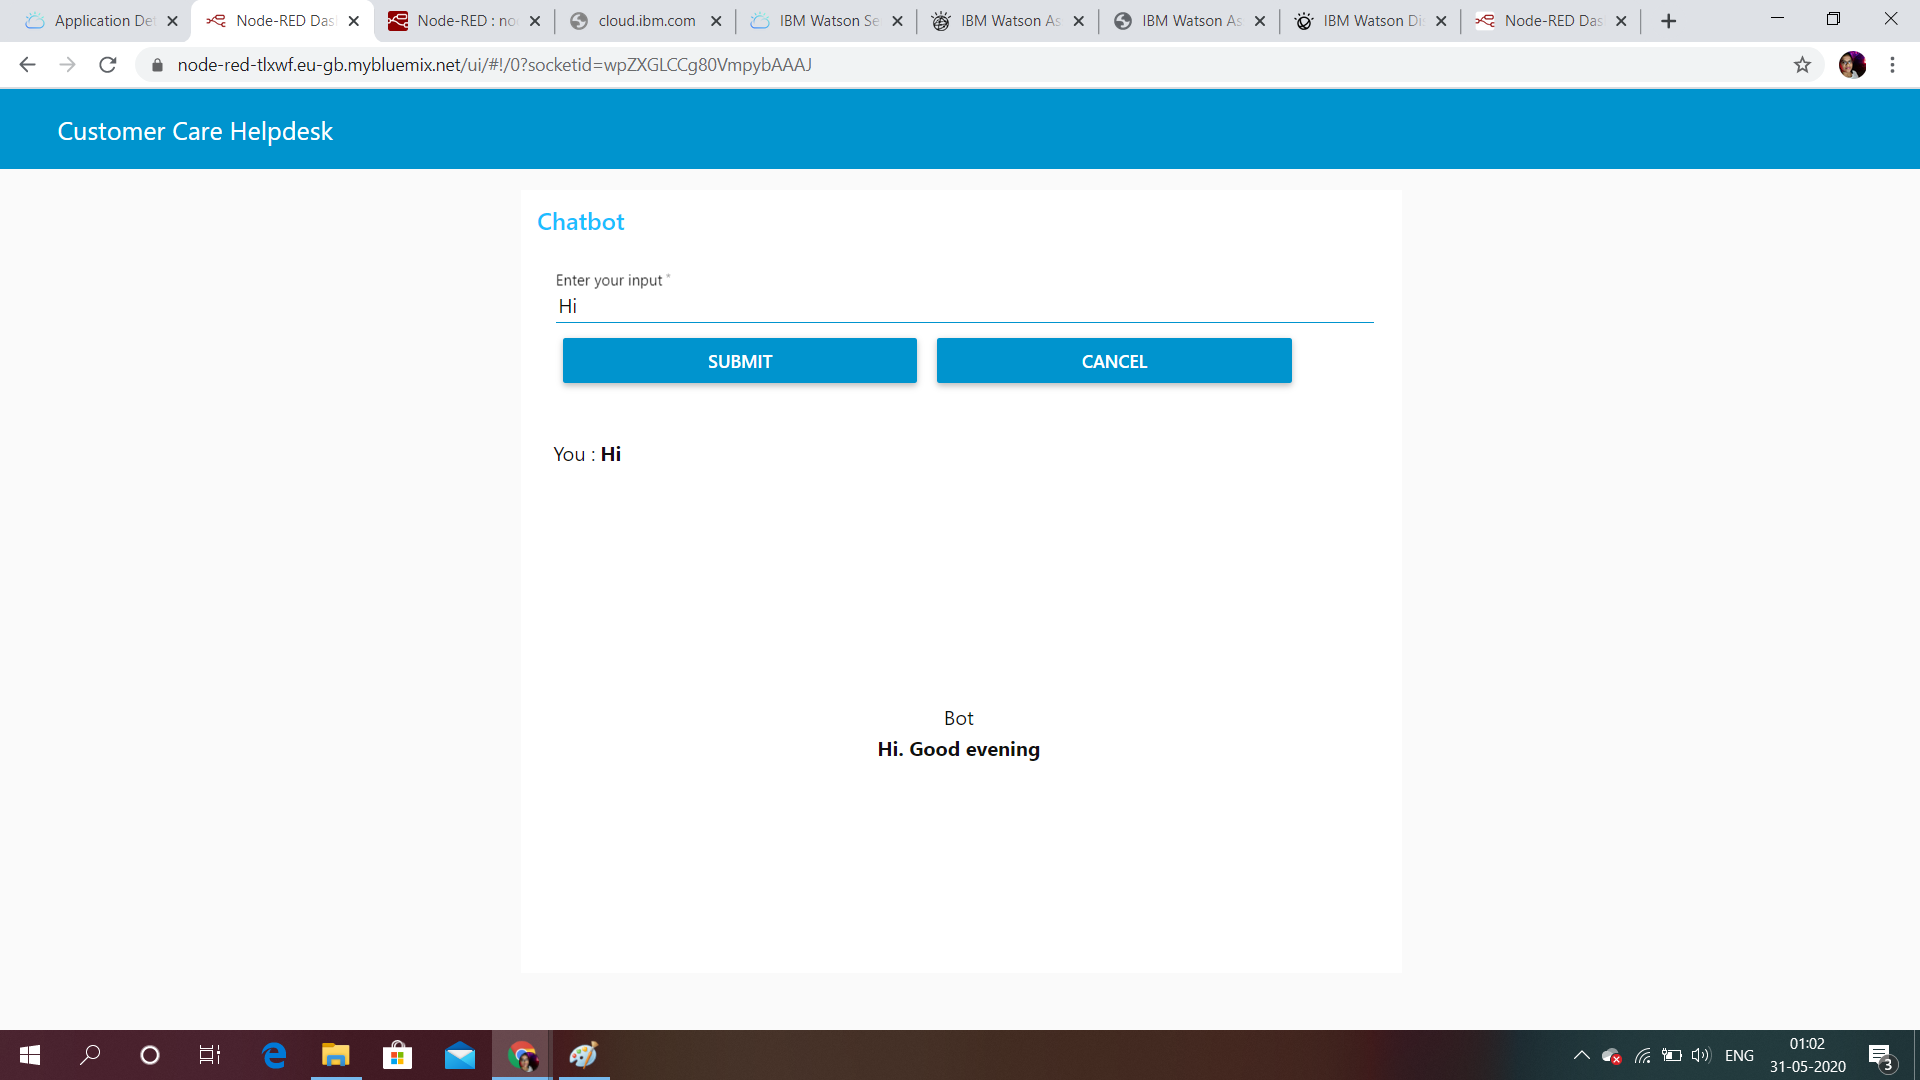 Application Det
Node-RED Das
Node-RED : no
cloud.ibm.com
IBM Watson Se
IBM Watson As
IBM Watson As
IBM Watson Di
Node-RED Das
node-red-tlxwf.eu-gb.mybluemix.net/ui/#!/0?socketid=wpZXGLCCg80VmpybAAAJ
Customer Care Helpdesk
Chatbot
Enter your input *
Hi
SUBMIT
CANCEL
You : Hi
Bot
Hi. Good evening
ENG
01:02
31-05-2020
3